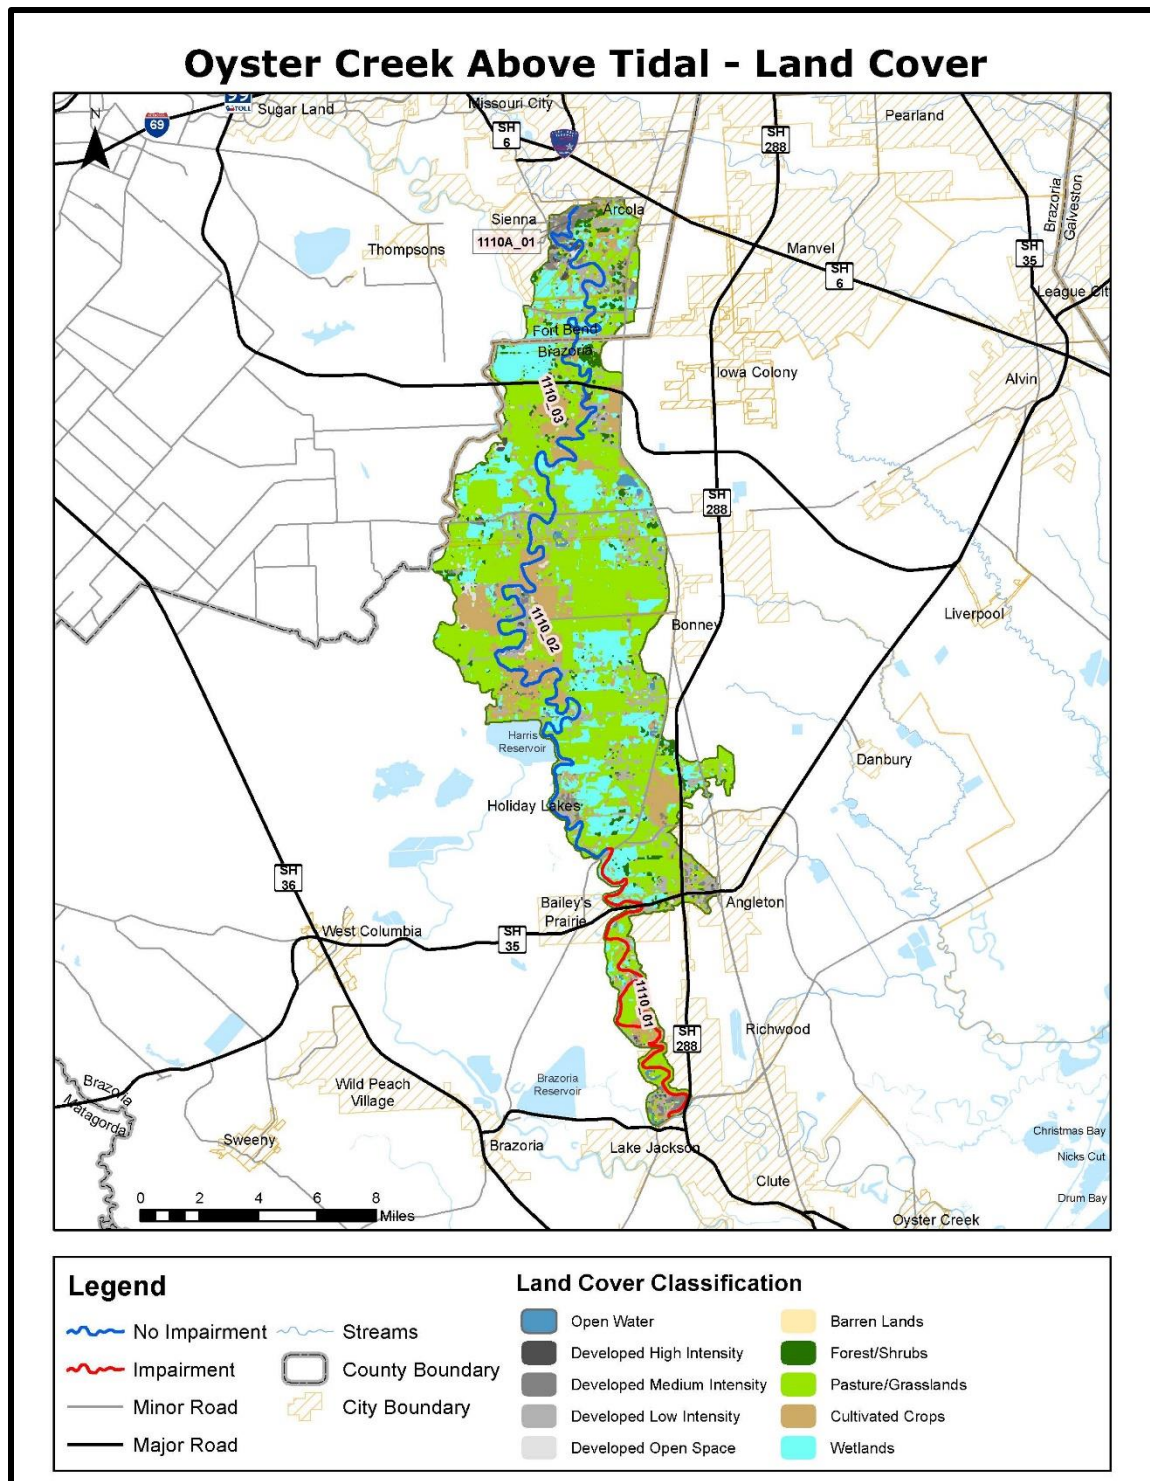 Oyster Creek Above Tidal - Land Cover
N
69
99
TOLL
Sugar Land
Missouri City
SH
6
SH
288
Pearland
Brazoria
Galveston
Sienna
Arcola
1110A_01
Thompsons
Manvel
SH
6
SH
35
League Cit
Fort Bend
Brazoria
1110_03
Iowa Colony
Alvin
SH
288
1110_02
Bonney
Liverpool
Harris
Reservoir
Danbury
Holiday Lakes
SH
36
Bailey's
Prairie
Angleton
West Columbia
SH
35
1110_01
SH
288
Richwood
Brazoria
Matagorda
Wild Peach
Village
Brazoria
Reservoir
Sweeny
Brazoria
Lake Jackson
Christmas Bay
Nicks Cut
Clute
Drum Bay
Oyster Creek
0 2 4 6 8
Miles
Legend
No Impairment
Streams
Impairment
County Boundary
Minor Road
City Boundary
Major Road
Land Cover Classification
Open Water
Barren Lands
Developed High Intensity
Forest/Shrubs
Developed Medium Intensity
Pasture/Grasslands
Developed Low Intensity
Cultivated Crops
Developed Open Space
Wetlands